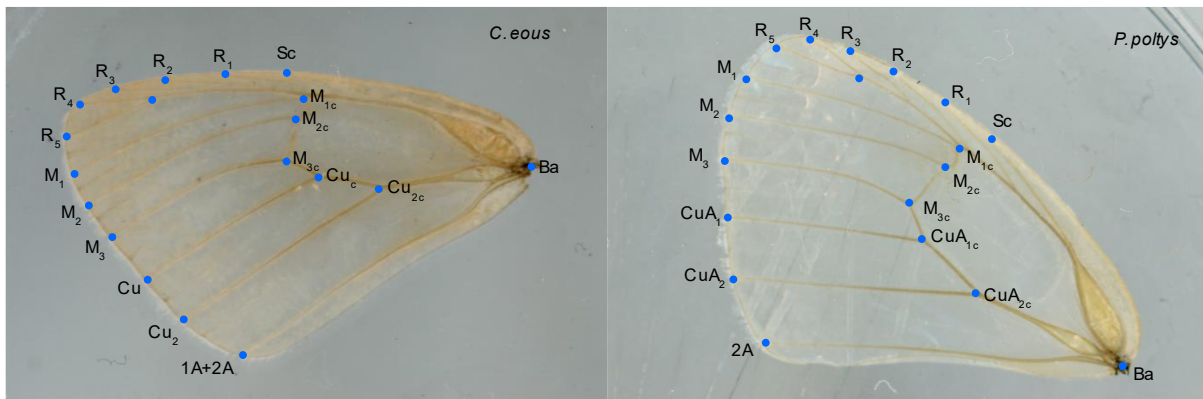 C. eous
Sc
R1
R2
R3
R4
R5
M1
M2
M3
Cu
Cu2
1A+2A
M1c
M2c
M3c
Cuc
Cu2c
Ba
P. poltys
R5
R4
R3
R2
R1
Sc
M1
M2
M3
CuA1
CuA2
2A
M1c
M2c
M3c
CuA1c
CuA2c
Ba